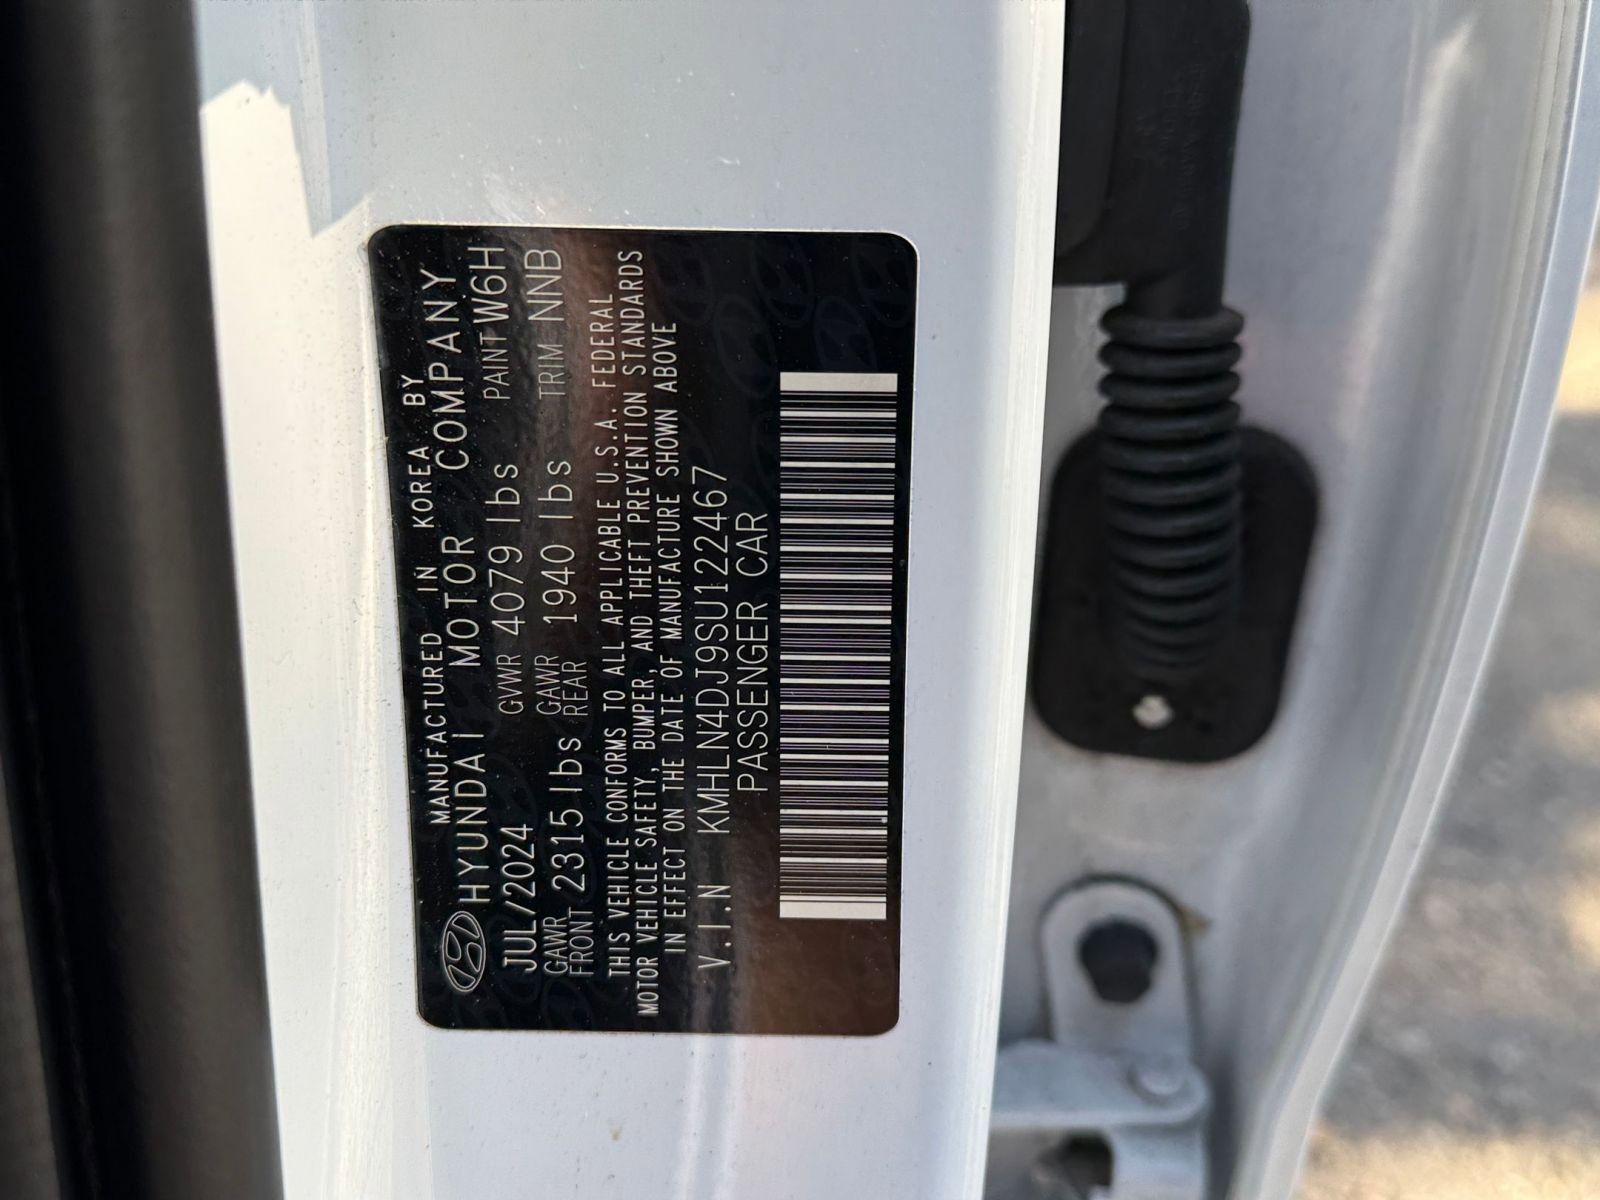 MANUFACTURED IN KOREA BY
HYUNDAI MOTOR COMPANY
JUL/2024 GVWR 4079 lbs PAINT W6H
GAWR FRONT 2315 lbs GAWR REAR 1940 lbs TRIM NNB
THIS VEHICLE CONFORMS TO ALL APPLICABLE U.S.A. FEDERAL
MOTOR VEHICLE SAFETY, BUMPER, AND THEFT PREVENTION STANDARDS
IN EFFECT ON THE DATE OF MANUFACTURE SHOWN ABOVE
V.I.N KMHLN4DJ9SU122467
PASSENGER CAR